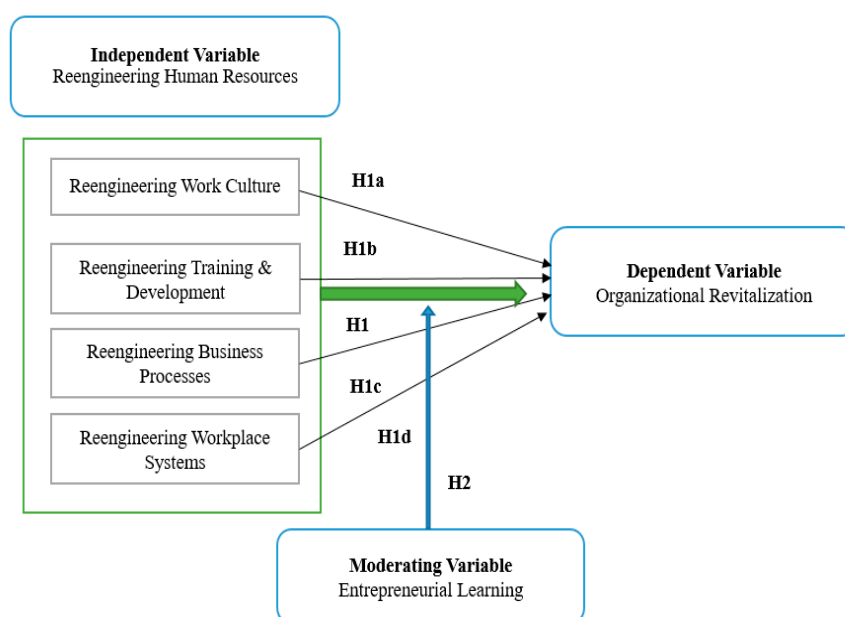 Independent Variable
Reengineering Human Resources
Reengineering Work Culture
H1a
Reengineering Training &
Development
H1b
H1
Reengineering Business
Processes
H1c
Reengineering Workplace
Systems
H1d
H2
Dependent Variable
Organizational Revitalization
Moderating Variable
Entrepreneurial Learning